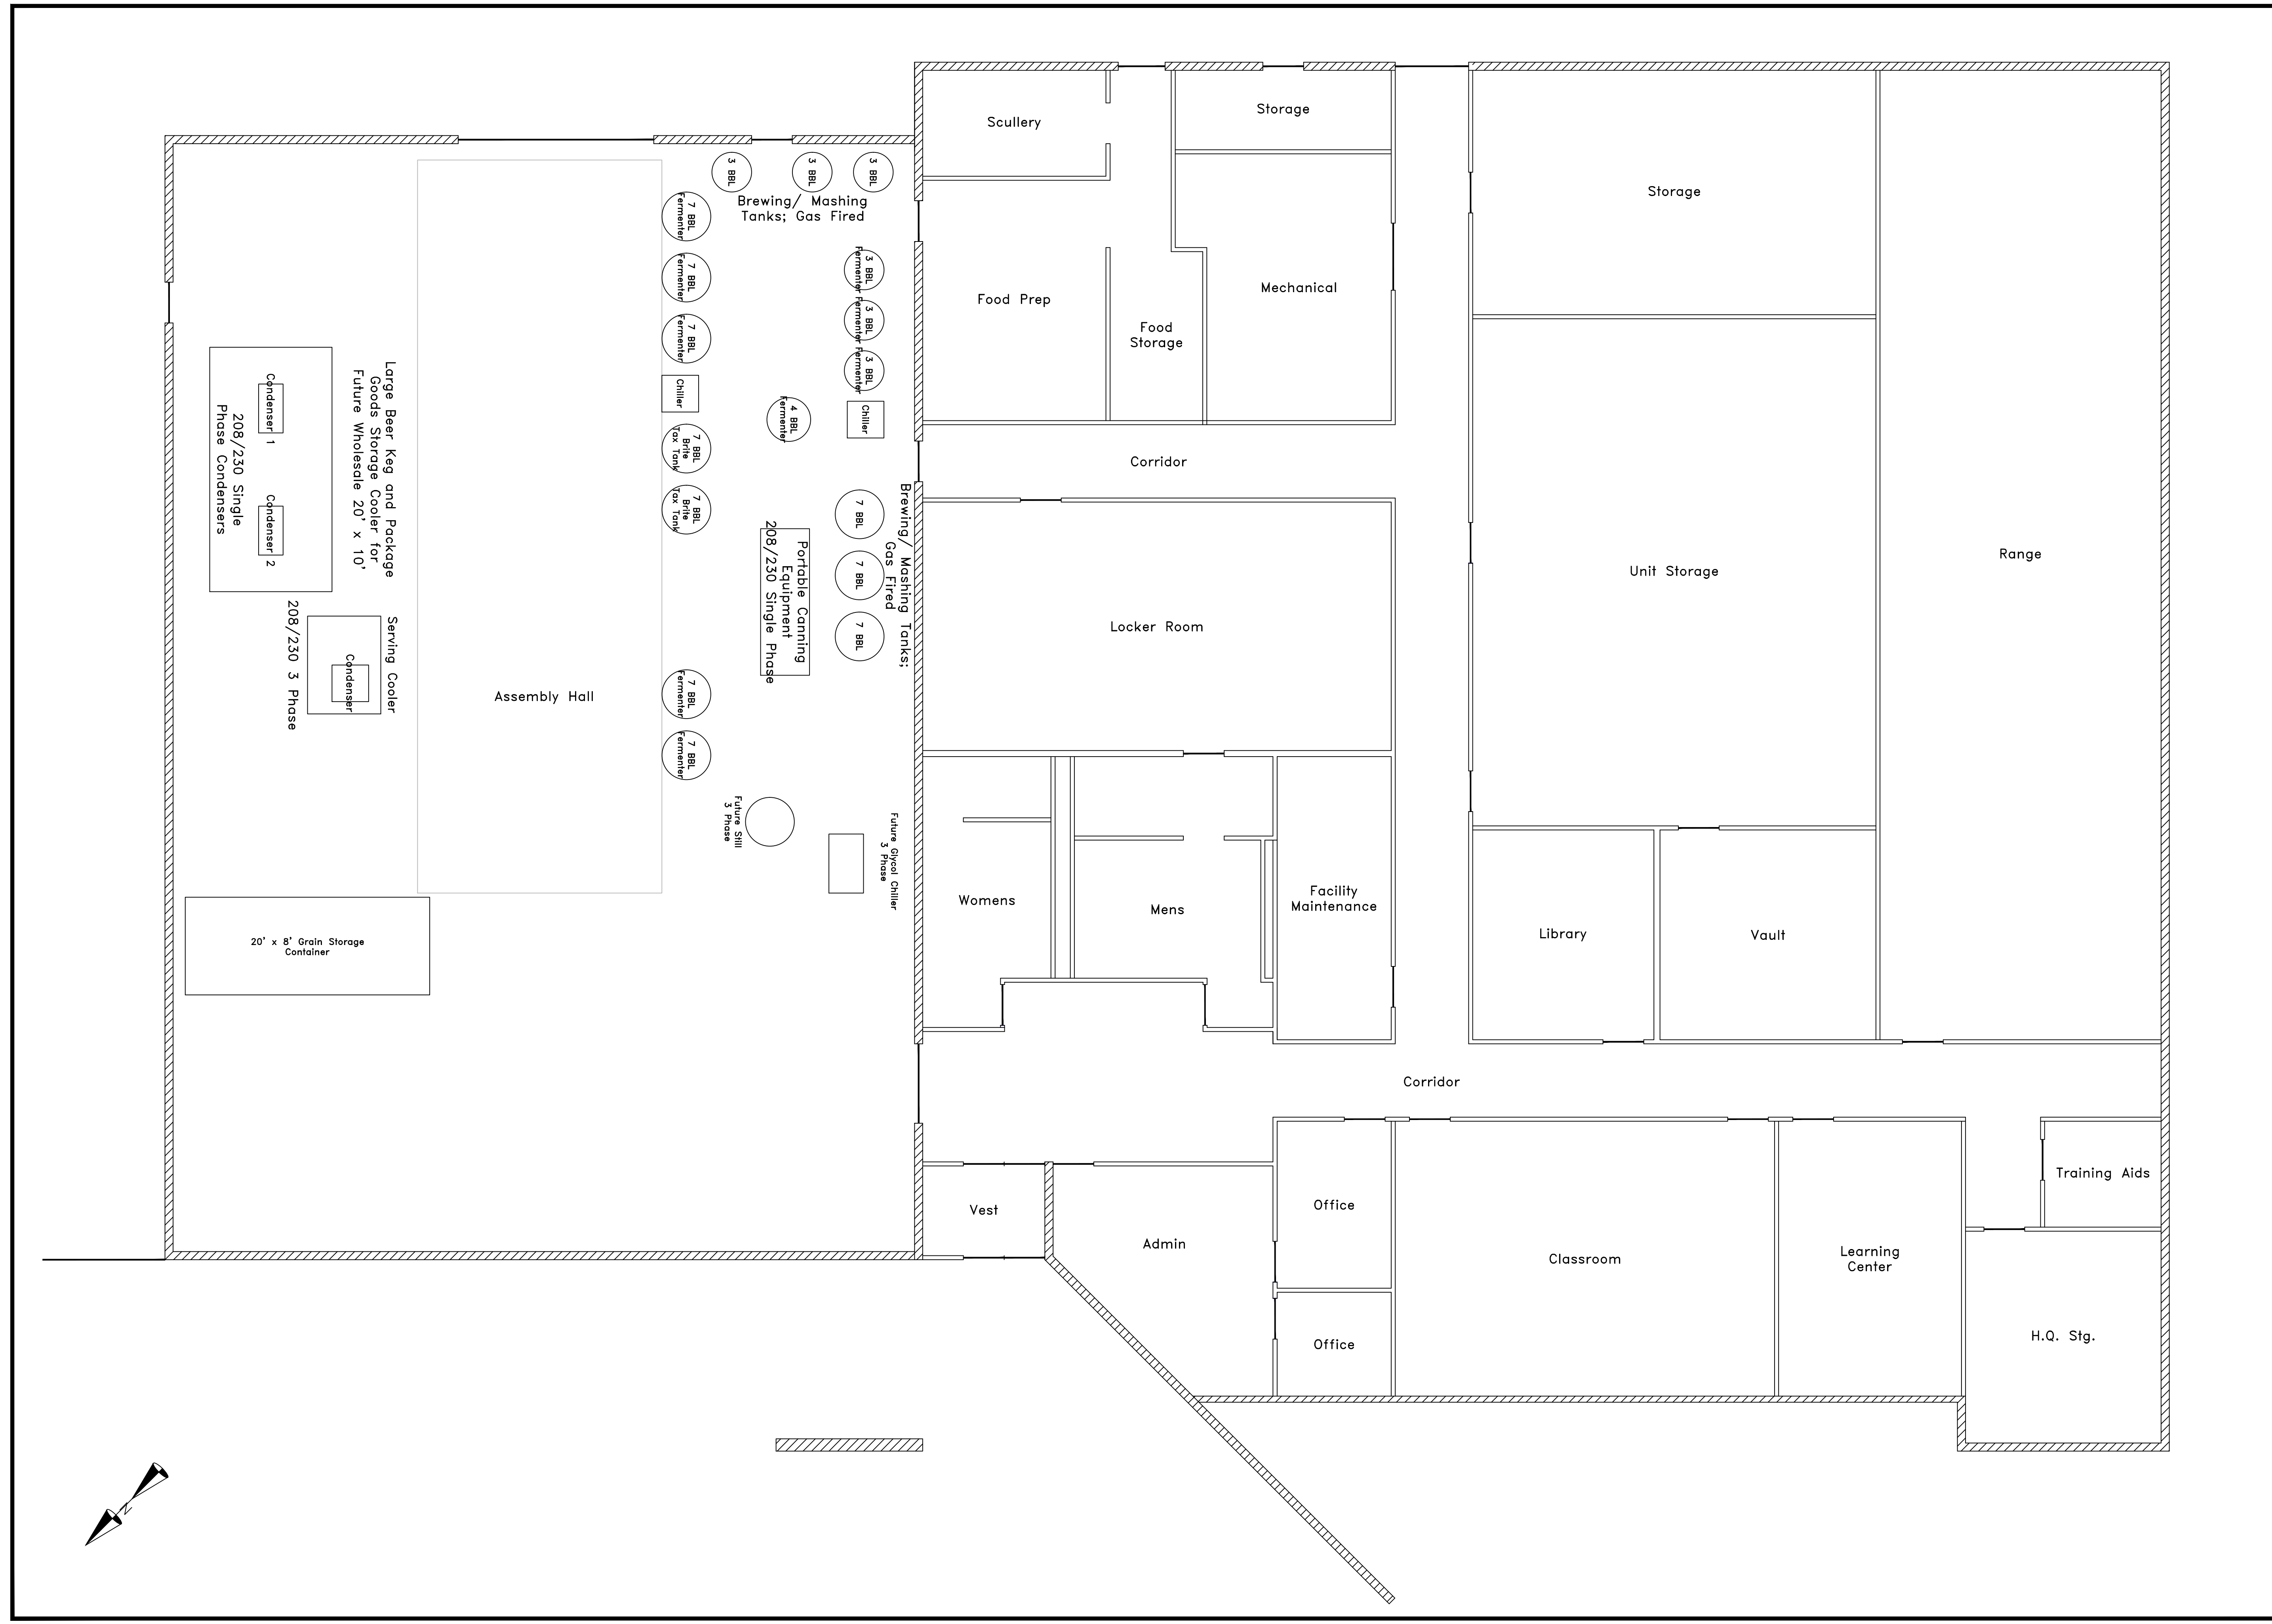 Scullery
Storage
3 BBL
3 BBL
3 BBL
Brewing/ Mashing
Tanks; Gas Fired
7 BBL
Fermenter
7 BBL
Fermenter
7 BBL
Fermenter
Chiller
7 BBL
Brite
Tax Tank
7 BBL
Brite
Tax Tank
3 BBL
Fermenter
3 BBL
Fermenter
3 BBL
Fermenter
Chiller
4 BBL
Fermenter
Storage
Food Prep
Food
Storage
Mechanical
Large Beer Keg and Package
Goods Storage Cooler for
Future Wholesale 20' x 10'
Condenser 1
Condenser 2
208/230 Single
Phase Condensers
Corridor
Brewing/ Mashing Tanks;
Gas Fired
7 BBL
7 BBL
7 BBL
Portable Canning
Equipment
208/230 Single Phase
Unit Storage
Range
Locker Room
Serving Cooler
Condenser
208/230 3 Phase
Assembly Hall
7 BBL
Fermenter
7 BBL
Fermenter
Future Still
3 Phase
Future Glycol Chiller
3 Phase
20' x 8' Grain Storage
Container
Womens
Mens
Facility
Maintenance
Library
Vault
Corridor
Vest
Admin
Office
Office
Classroom
Learning
Center
Training Aids
H.Q. Stg.
N